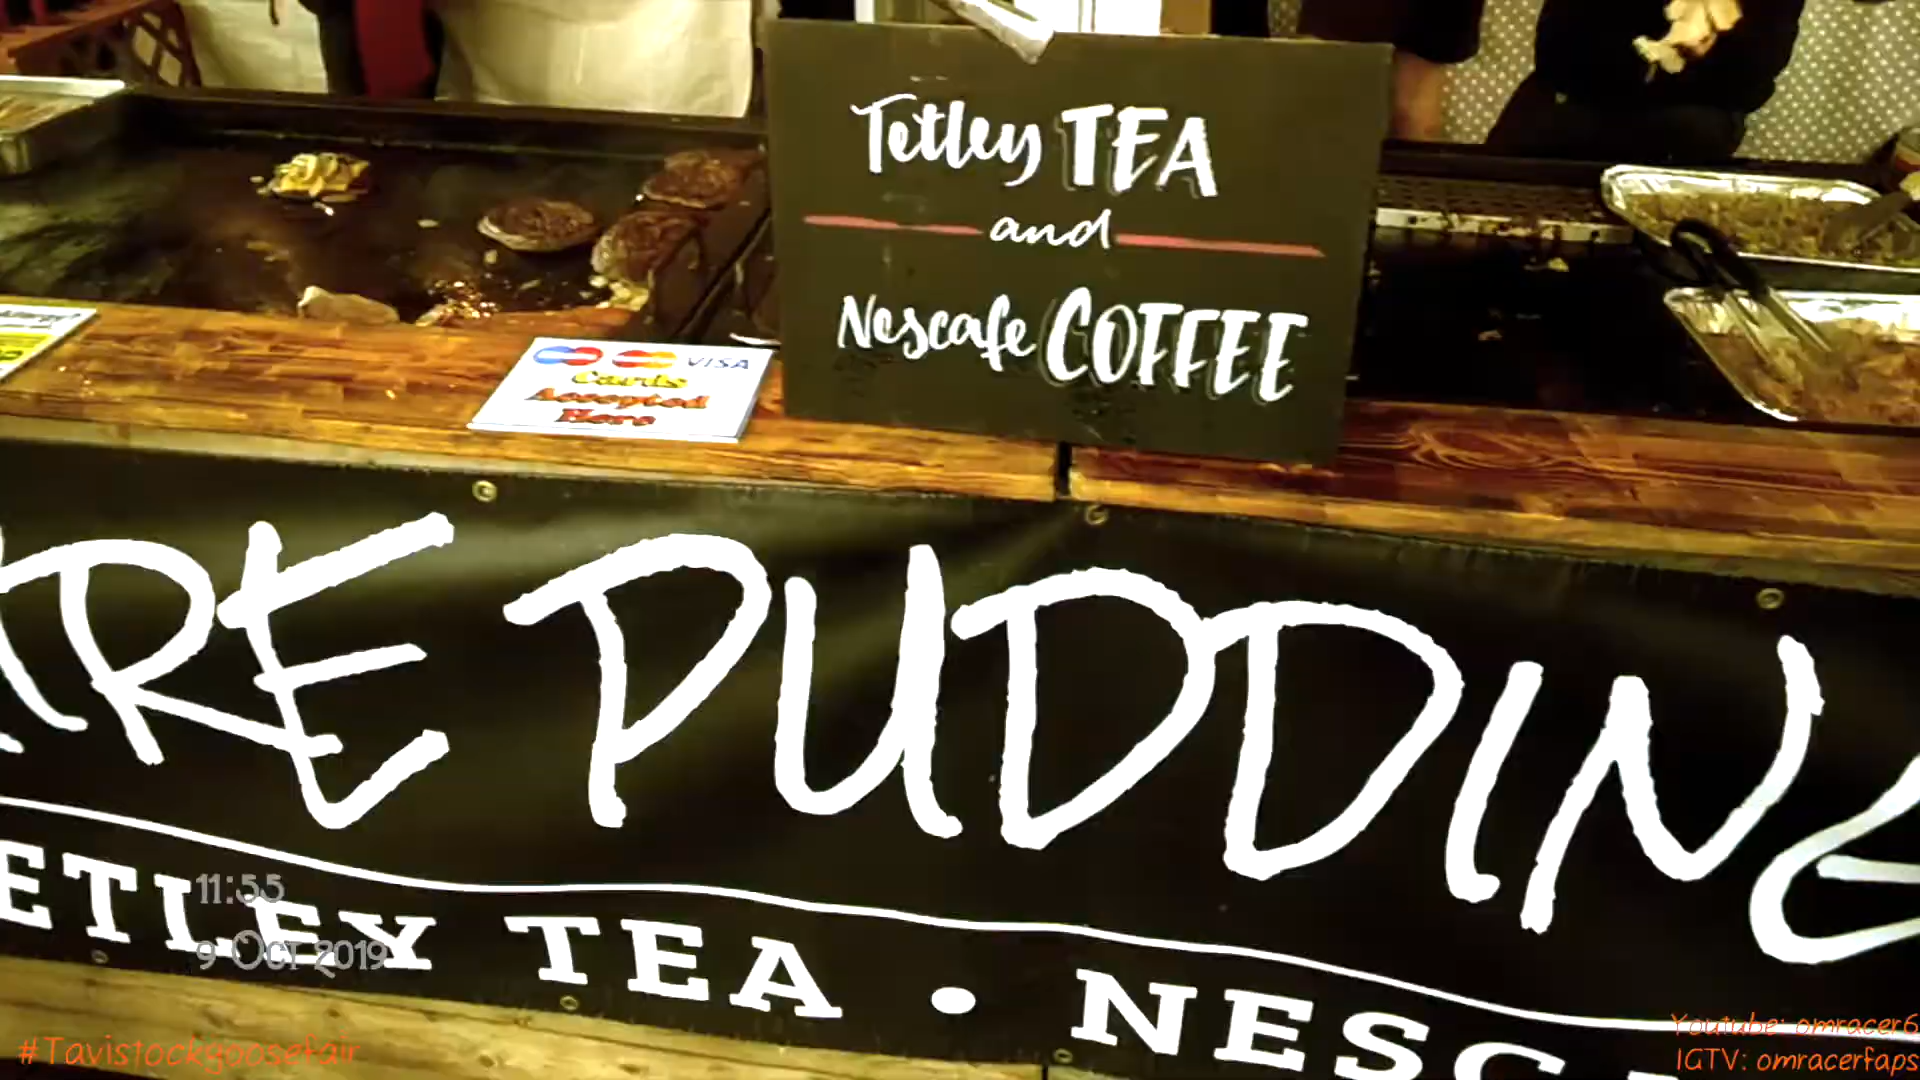 Tetley TEA
and
Nescafe COFFEE
VISA
Cards
Accepted
Here
RE PUDDING
ETLEY TEA • NESC
11:55
9 Oct 2019
#Tavistockgoosefair
Youtube: omracer6
IGTV: omracerfaps